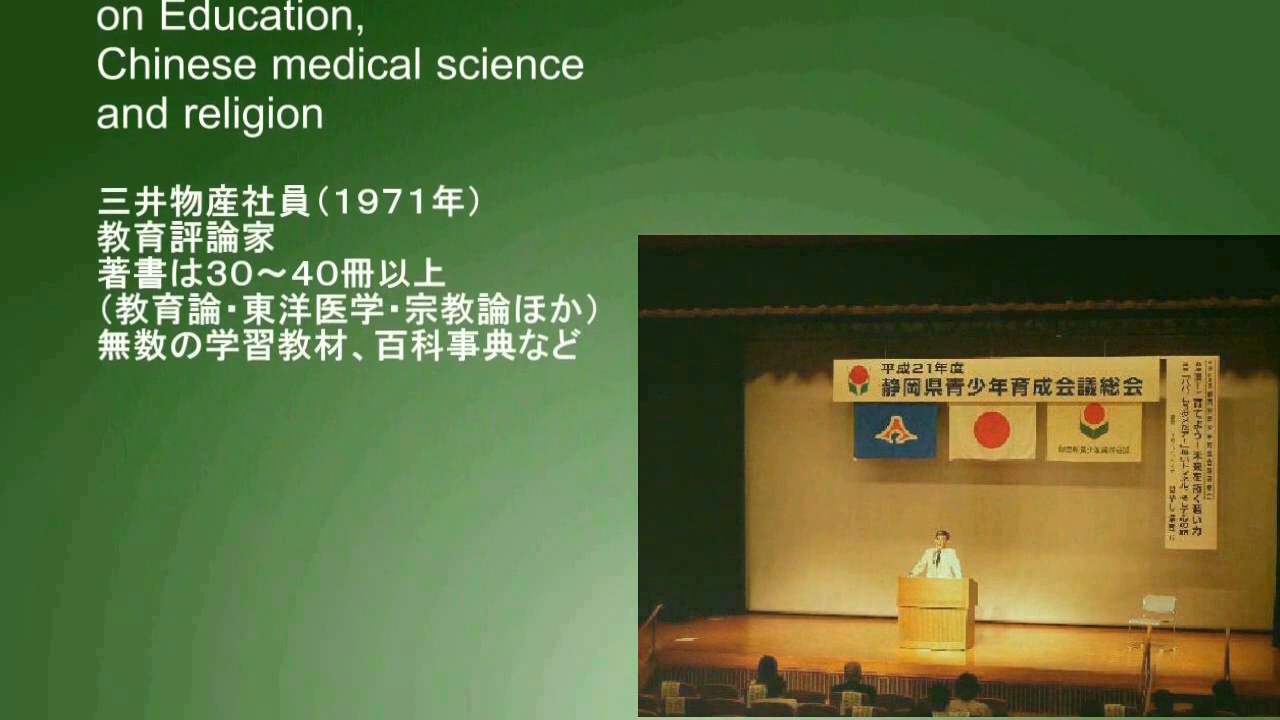 on Education,
Chinese medical science
and religion
三井物産社員（１９７１年）
教育評論家
著書は３０～４０冊以上
（教育論・東洋医学・宗教論ほか）
無数の学習教材、百科事典など
平成21年度
静岡県青少年育成会議総会